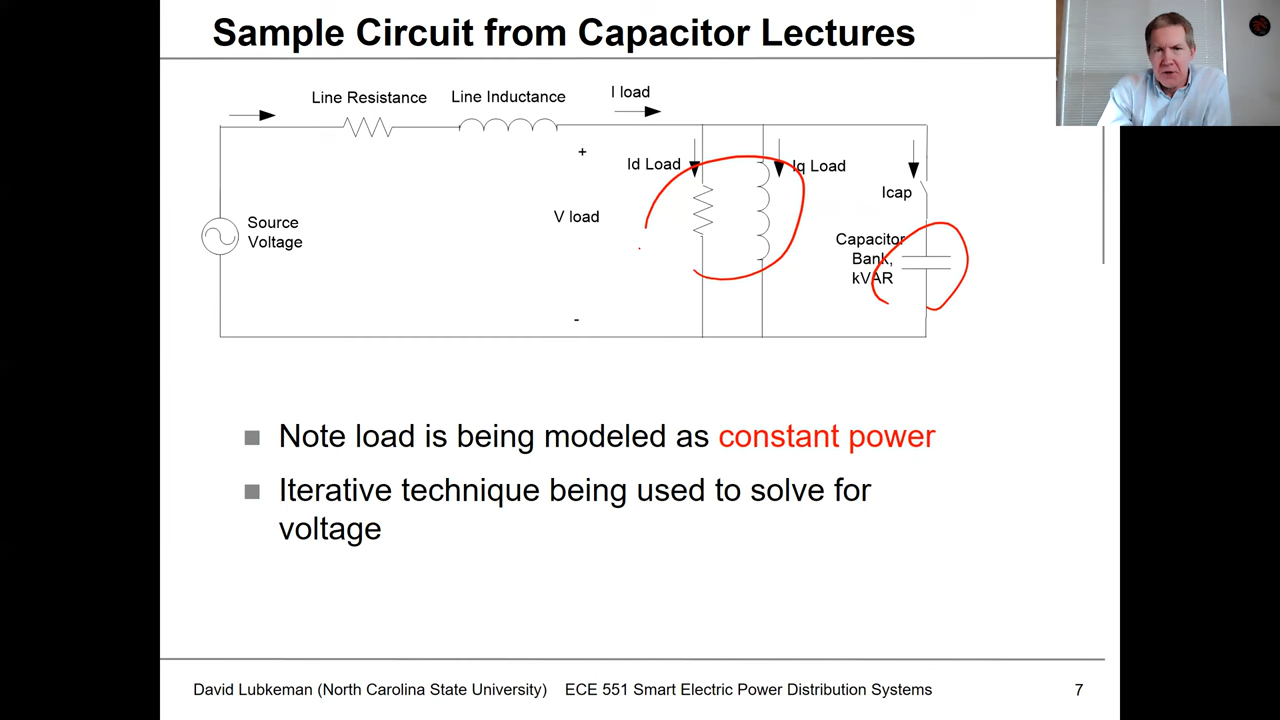 Sample Circuit from Capacitor Lectures
Line Resistance
Line Inductance
I load
+
Id Load
Iq Load
Icap
V load
Source
Voltage
Capacitor
Bank,
kVAR
-
Note load is being modeled as constant power
Iterative technique being used to solve for
voltage
David Lubkeman (North Carolina State University) ECE 551 Smart Electric Power Distribution Systems 7